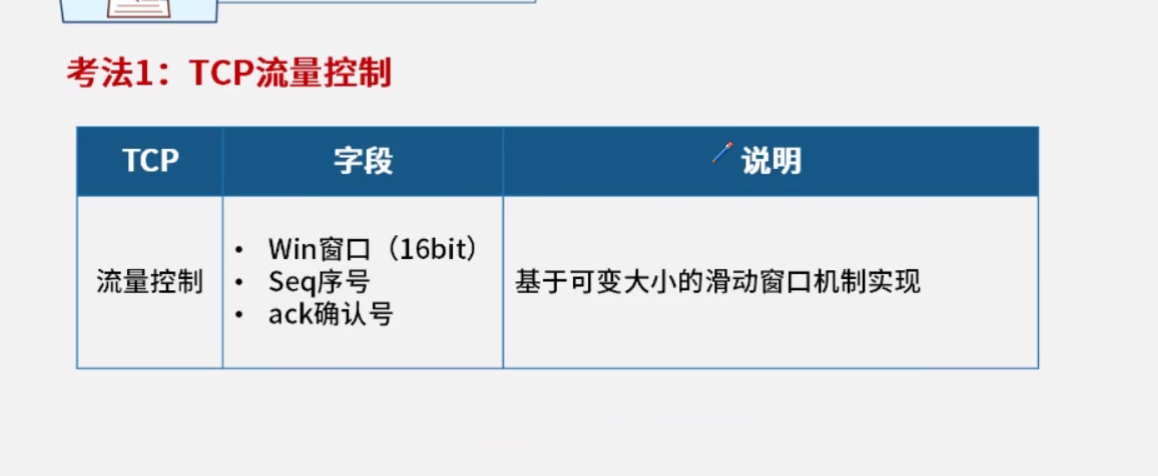 考法1：TCP流量控制
TCP
字段
说明
流量控制
• Win窗口（16bit）
• Seq序号
• ack确认号
基于可变大小的滑动窗口机制实现